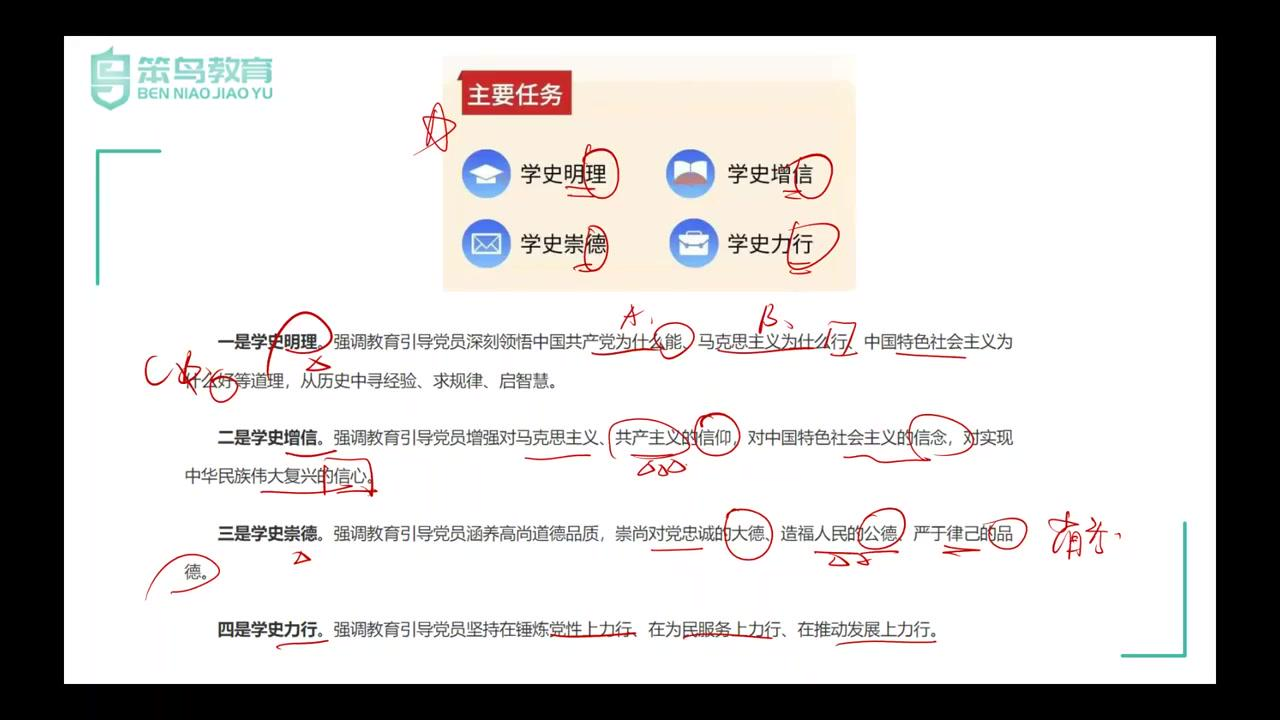 笨鸟教育
BEN NIAO JIAO YU
主要任务
学史明理
学史增信
学史崇德
学史力行
A.
B、
一是学史明理。强调教育引导党员深刻领悟中国共产党为什么能、马克思主义为什么行、中国特色社会主义为
C
什么好等道理，从历史中寻经验、求规律、启智慧。
二是学史增信。强调教育引导党员增强对马克思主义、共产主义的信仰，对中国特色社会主义的信念，对实现
中华民族伟大复兴的信心。
三是学史崇德。强调教育引导党员涵养高尚道德品质，崇尚对党忠诚的大德、造福人民的公德、严于律己的品
德。
四是学史力行。强调教育引导党员坚持在锤炼党性上力行、在为民服务上力行、在推动发展上力行。